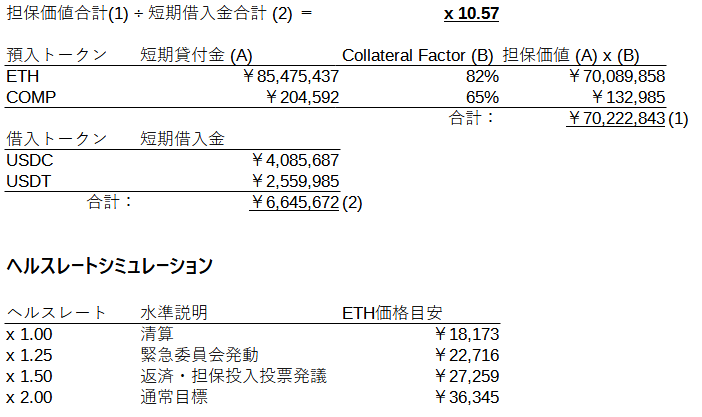 担保価値合計(1) ÷ 短期借入金合計 (2) ＝ x 10.57
預入トークン 短期貸付金 (A) Collateral Factor (B) 担保価値 (A) x (B)
ETH ￥85,475,437 82% ￥70,089,858
COMP ￥204,592 65% ￥132,985
合計： ￥70,222,843 (1)
借入トークン 短期借入金
USDC ￥4,085,687
USDT ￥2,559,985
合計： ￥6,645,672 (2)
ヘルスレートシミュレーション
ヘルスレート 水準説明 ETH価格目安
x 1.00 清算 ￥18,173
x 1.25 緊急委員会発動 ￥22,716
x 1.50 返済・担保投入投票発議 ￥27,259
x 2.00 通常目標 ￥36,345